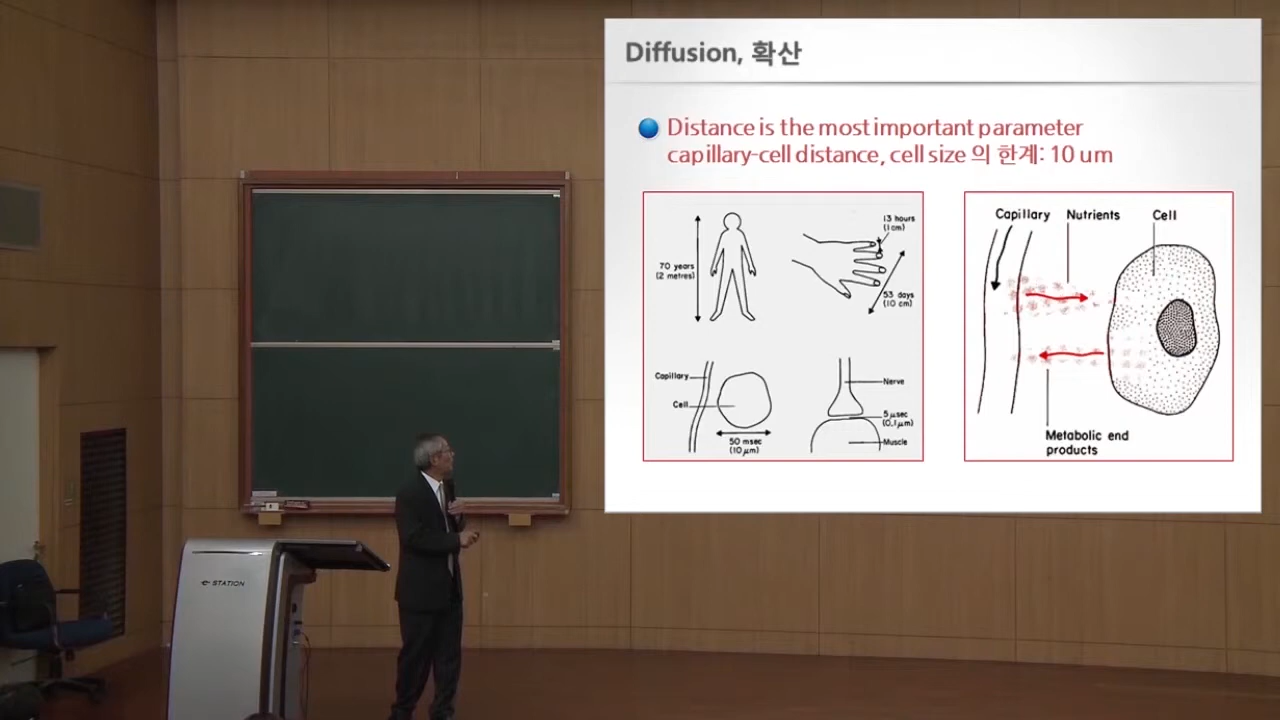 Diffusion, 확산
Distance is the most important parameter
capillary-cell distance, cell size 의 한계: 10 um
13 hours
(1cm)
70 years
(2 metres)
53 days
(10 cm)
Capillary
Cell
50 msec
(10 µm)
Nerve
5 µsec
(0.1 µm)
Muscle
Capillary Nutrients Cell
Metabolic end
products
e-STATION